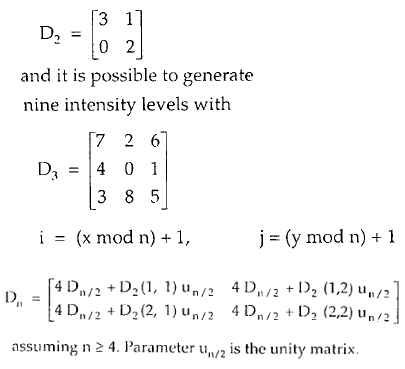 D₂ = [3 1
0 2]
and it is possible to generate
nine intensity levels with
D₃ = [7 2 6
4 0 1
3 8 5]
i = (x mod n) + 1, j = (y mod n) + 1
Dₙ = [4 Dₙ/₂ + D₂(1, 1) uₙ/₂ 4 Dₙ/₂ + D₂ (1,2) uₙ/₂
4 Dₙ/₂ + D₂(2, 1) uₙ/₂ 4 Dₙ/₂ + D₂ (2,2) uₙ/₂]
assuming n ≥ 4. Parameter uₙ/₂ is the unity matrix.